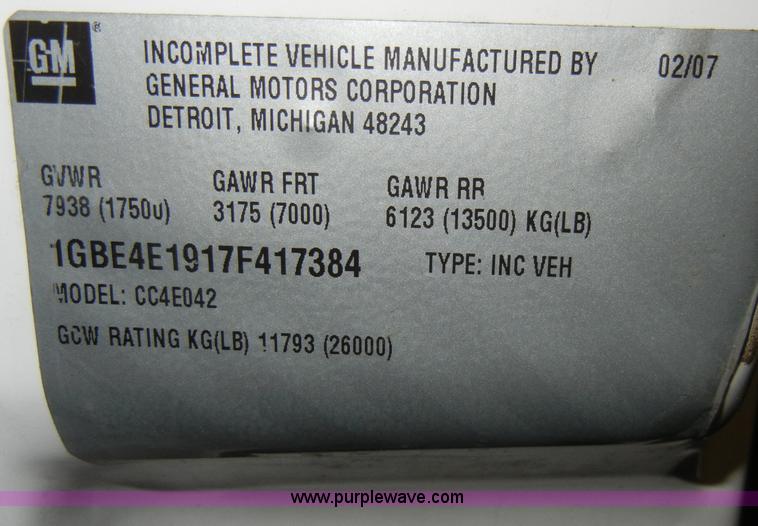 GM®
INCOMPLETE VEHICLE MANUFACTURED BY 02/07
GENERAL MOTORS CORPORATION
DETROIT, MICHIGAN 48243
GVWR GAWR FRT GAWR RR
7938 (17500) 3175 (7000) 6123 (13500) KG(LB)
1GBE4E1917F417384 TYPE: INC VEH
MODEL: CC4E042
GCW RATING KG(LB) 11793 (26000)
www.purplewave.com